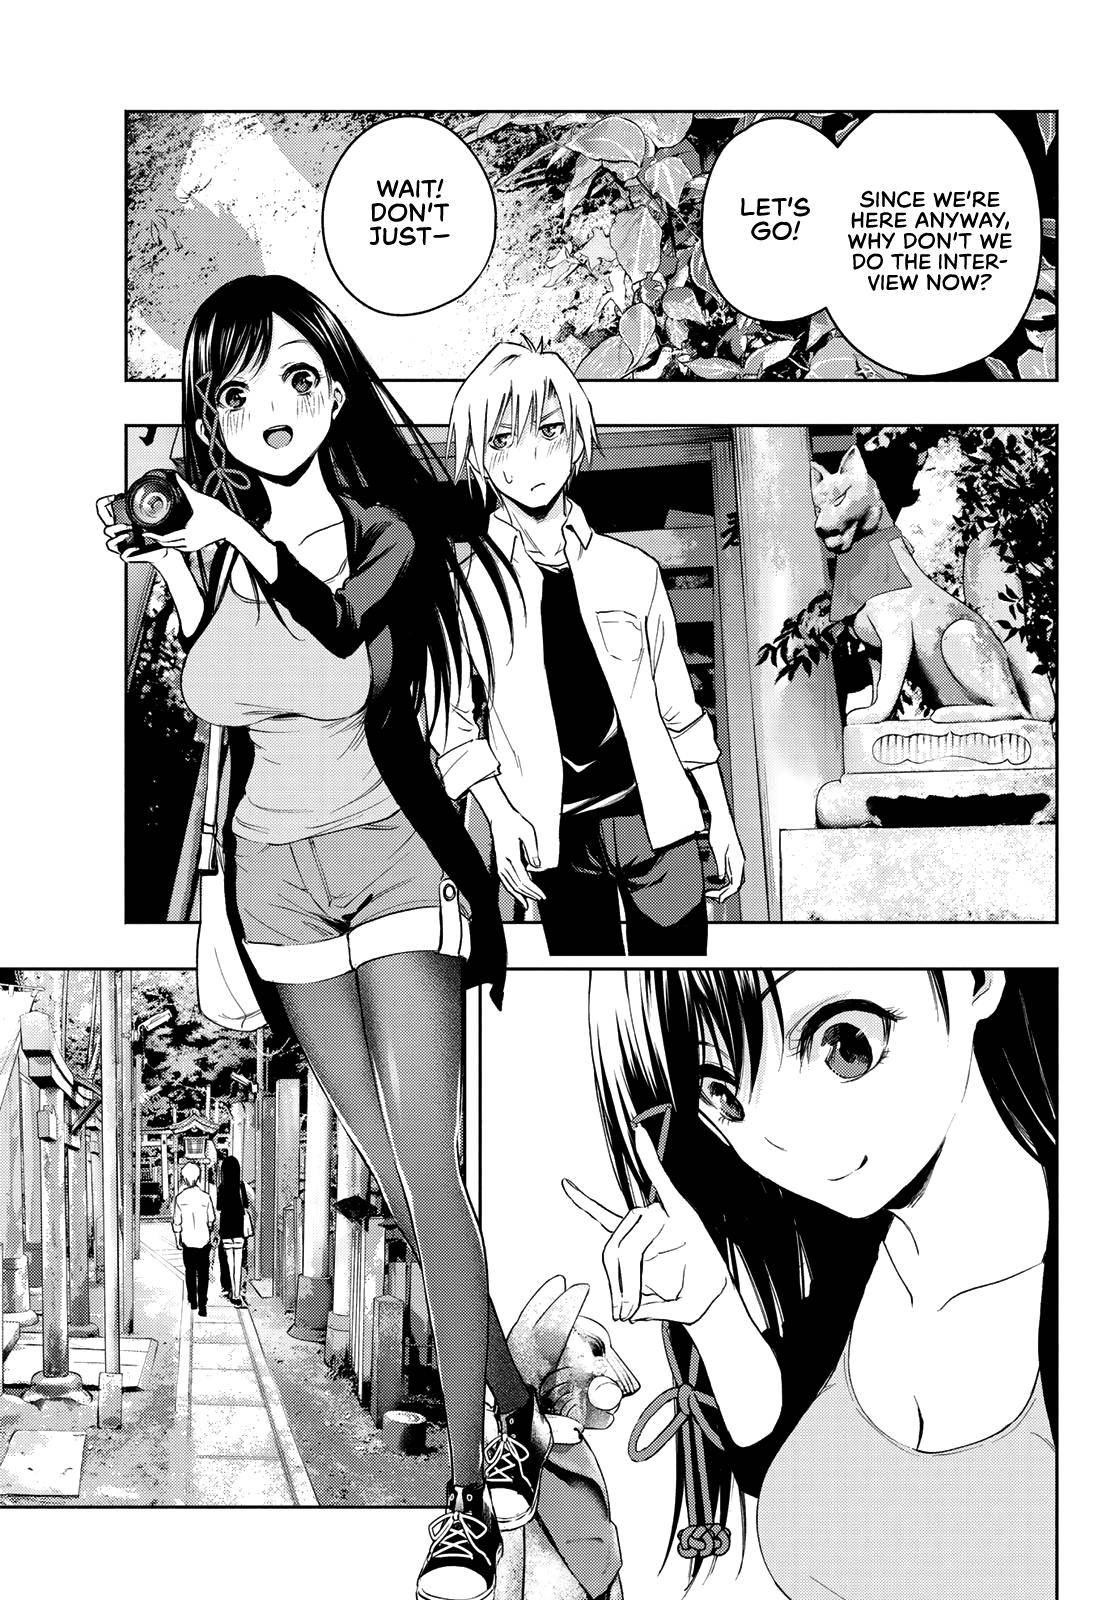 SINCE WE'RE
HERE ANYWAY,
WHY DON'T WE
DO THE INTER-
VIEW NOW?
LET'S
GO!
WAIT!
DON'T
JUST—